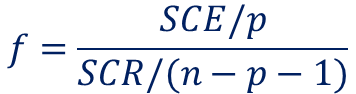 f = SCE/p / SCR/(n − p − 1)